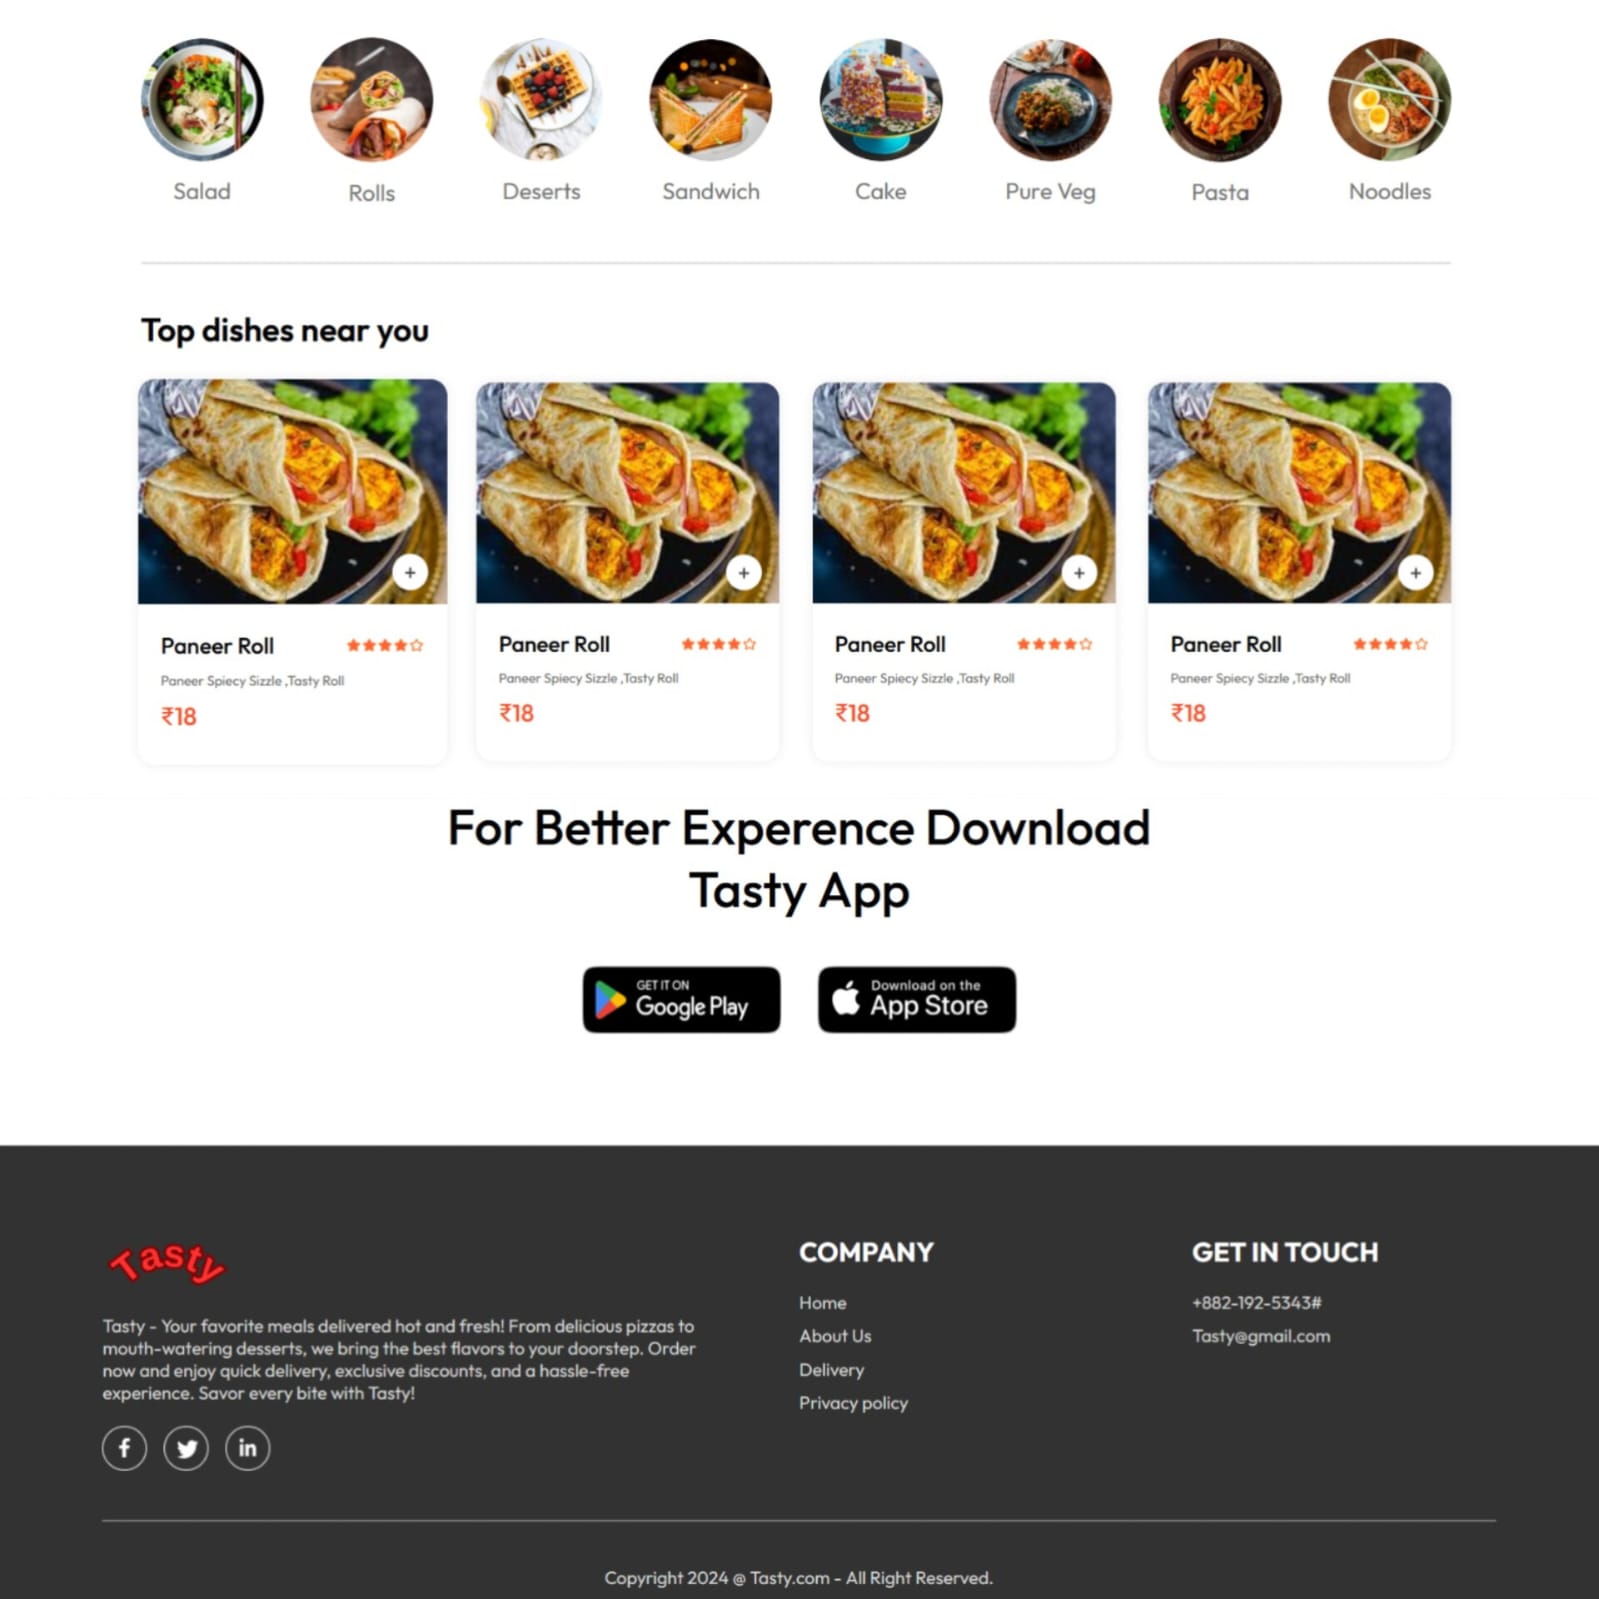 Salad
Rolls
Deserts
Sandwich
Cake
Pure Veg
Pasta
Noodles
Top dishes near you
Paneer Roll
Paneer Spiecy Sizzle ,Tasty Roll
₹18
Paneer Roll
Paneer Spiecy Sizzle ,Tasty Roll
₹18
Paneer Roll
Paneer Spiecy Sizzle ,Tasty Roll
₹18
Paneer Roll
Paneer Spiecy Sizzle ,Tasty Roll
₹18
For Better Experence Download
Tasty App
GET IT ON
Google Play
Download on the
App Store
Tasty
Tasty - Your favorite meals delivered hot and fresh! From delicious pizzas to
mouth-watering desserts, we bring the best flavors to your doorstep. Order
now and enjoy quick delivery, exclusive discounts, and a hassle-free
experience. Savor every bite with Tasty!
COMPANY
Home
About Us
Delivery
Privacy policy
GET IN TOUCH
+882-192-5343#
Tasty@gmail.com
Copyright 2024 @ Tasty.com - All Right Reserved.